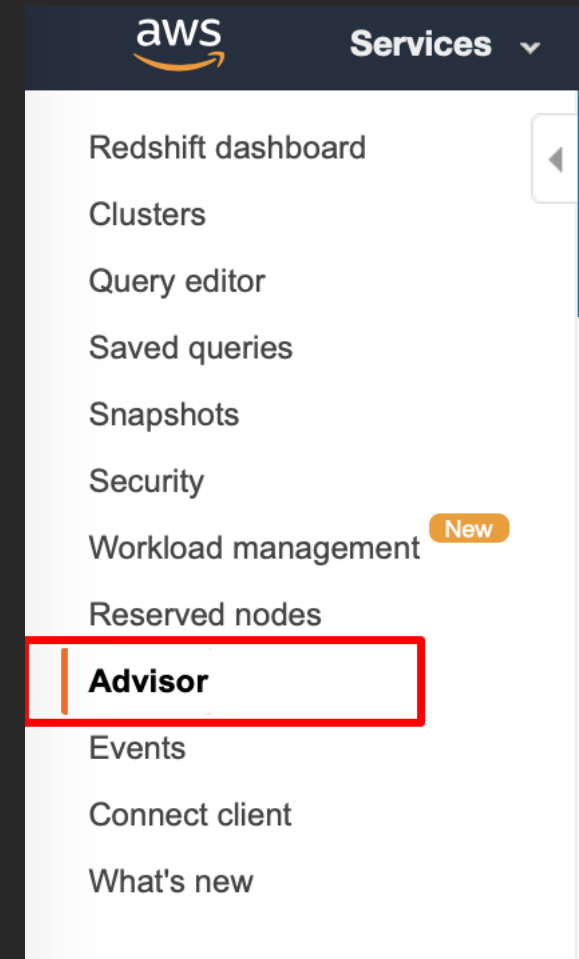 aws Services
Redshift dashboard
Clusters
Query editor
Saved queries
Snapshots
Security
Workload management New
Reserved nodes
Advisor
Events
Connect client
What's new